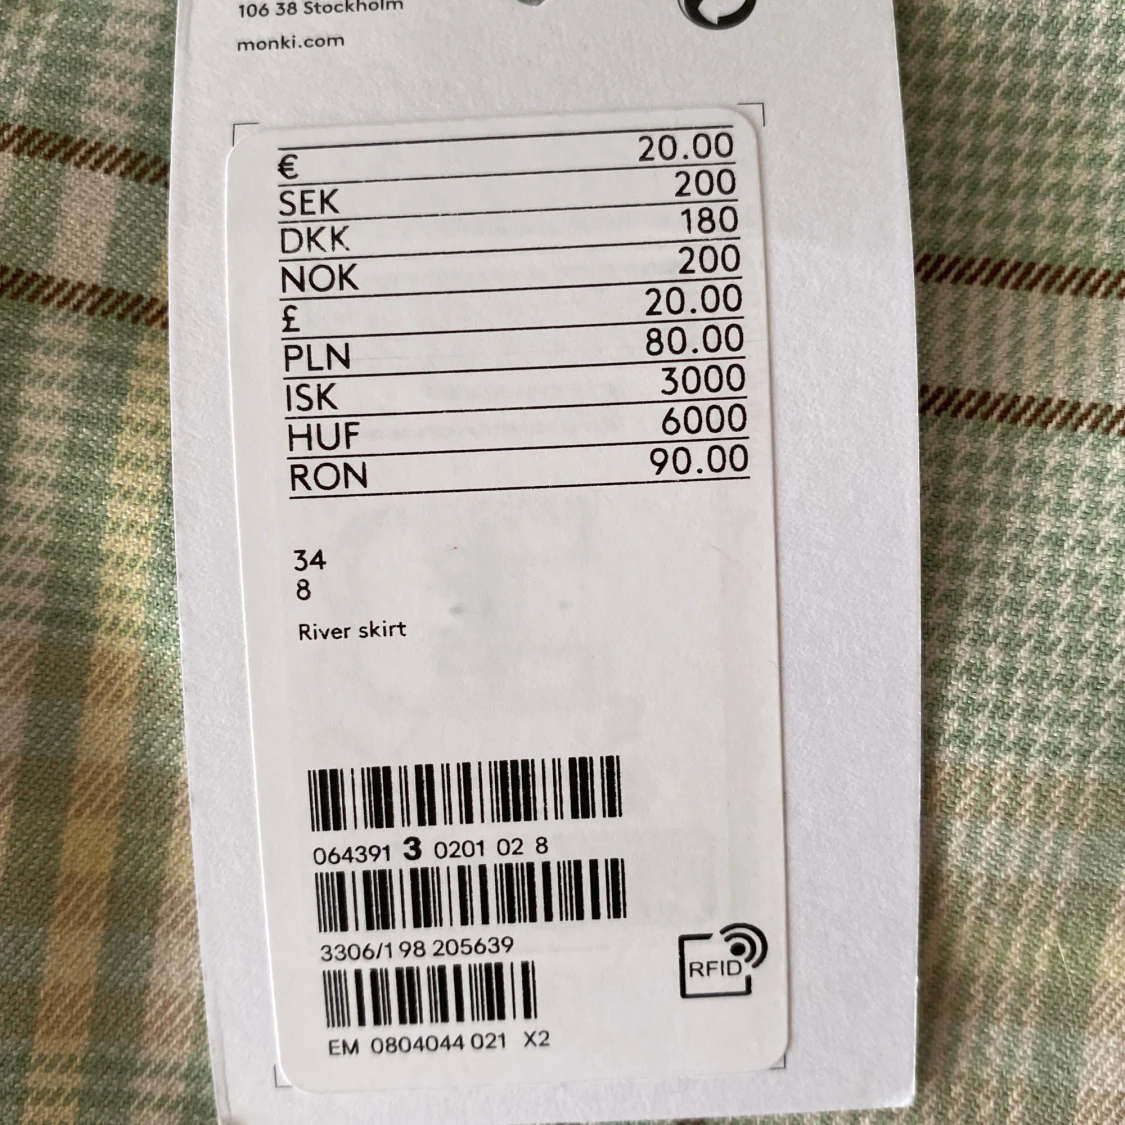 106 38 Stockholm
monki.com
€ 20.00
SEK 200
DKK 180
NOK 200
£ 20.00
PLN 80.00
ISK 3000
HUF 6000
RON 90.00
34
8
River skirt
064391 3 0201 02 8
3306/198 205639
RFID
EM 0804044 021 X2